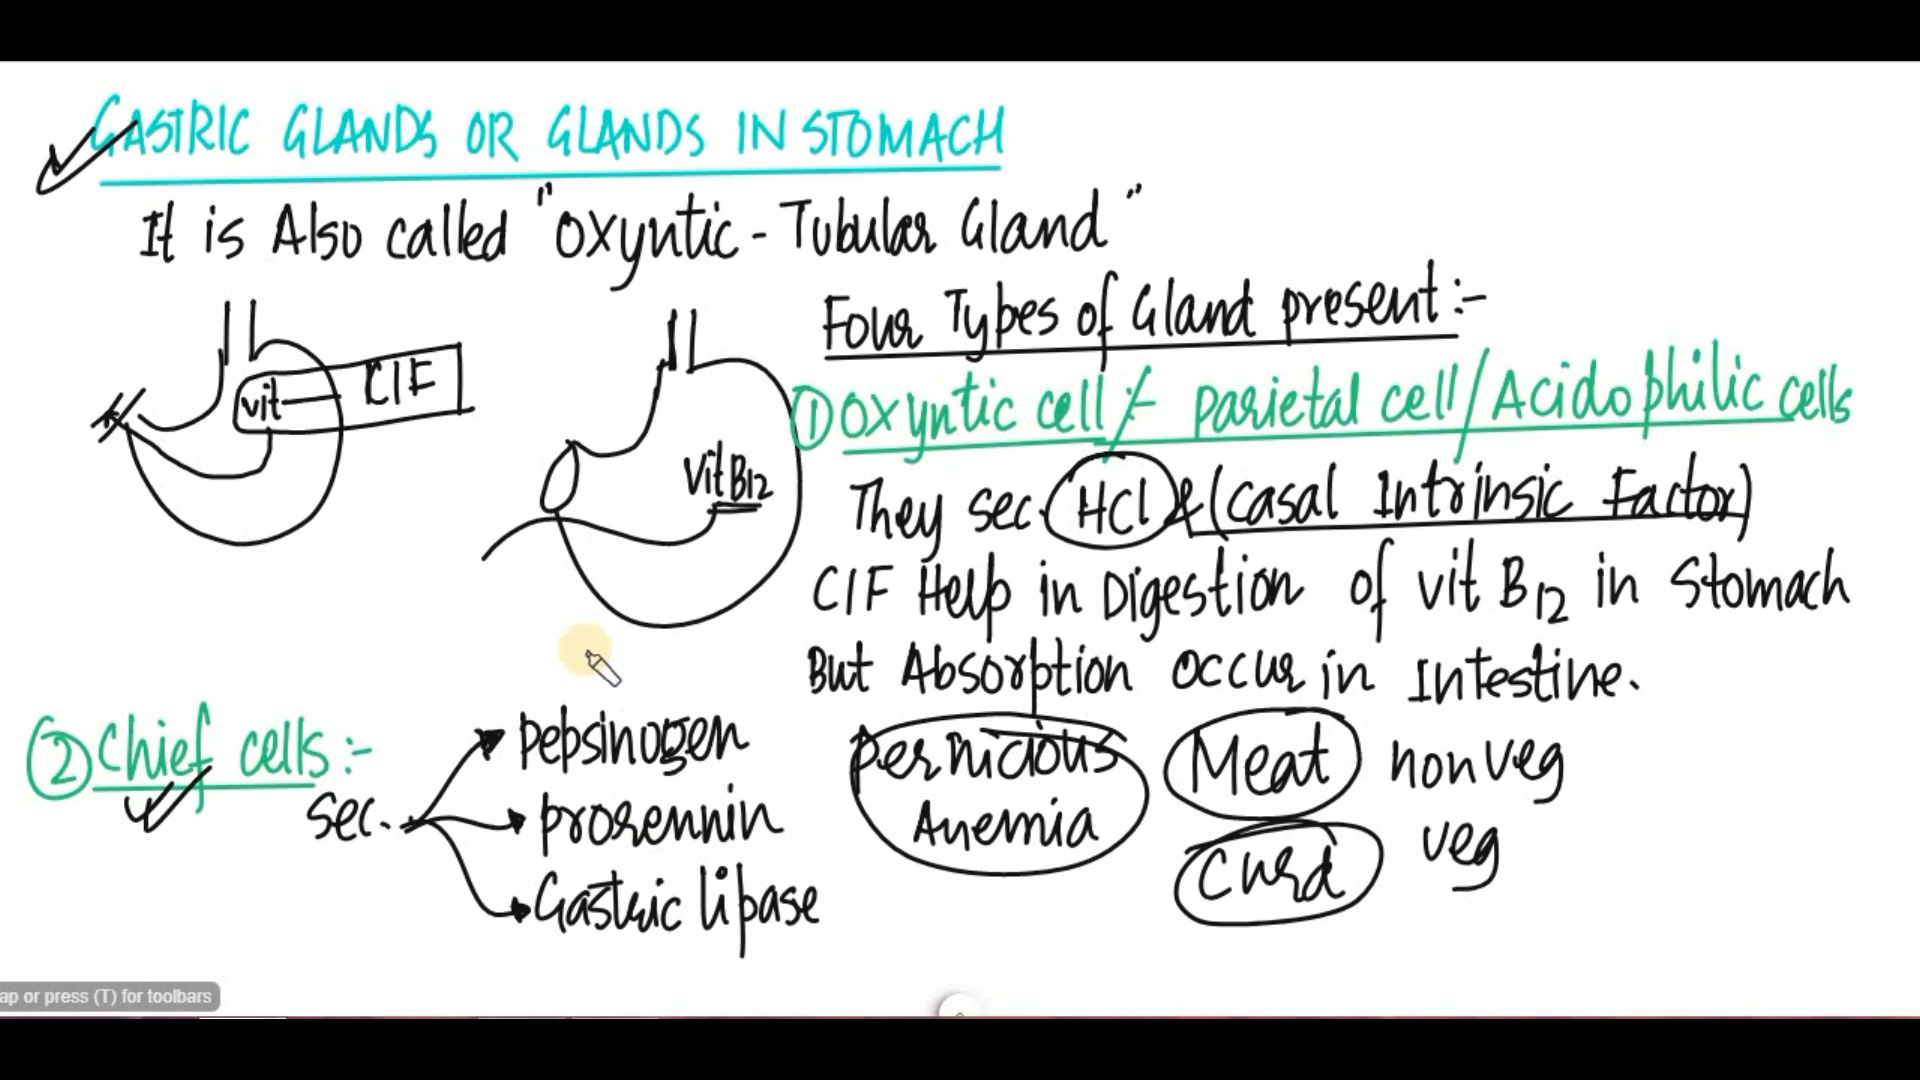 GASTRIC GLANDS OR GLANDS IN STOMACH
It is Also called "Oxyntic - Tubular Gland"
Four Types of Gland present :-
vit CIF
① Oxyntic cell :- Parietal cell / Acidophilic cells
Vit B12
They sec. HCl & (Casal Intrinsic Factor)
CIF Help in Digestion of vit B12 in Stomach
But Absorption occur in Intestine.
② Chief cells :-
sec.
Pepsinogen
prorennin
Gastric lipase
Pernicious
Anemia
Meat nonveg
Curd veg
ap or press (T) for toolbars